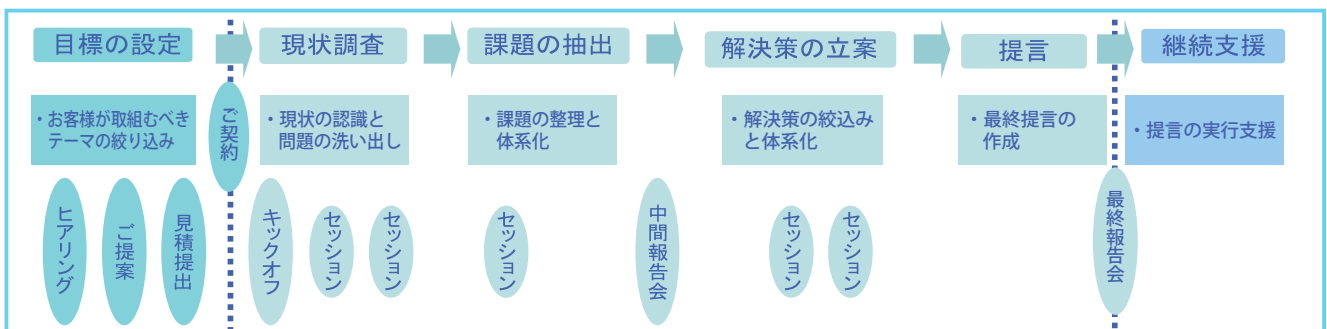 目標の設定
現状調査
課題の抽出
解決策の立案
提言
継続支援
・お客様が取組むべき
テーマの絞り込み
ご契約
・現状の認識と
問題の洗い出し
・課題の整理と
体系化
・解決策の絞込み
と体系化
・最終提言の
作成
・提言の実行支援
ヒアリング
ご提案
見積提出
キックオフ
セッション
セッション
セッション
中間報告会
セッション
セッション
最終報告会